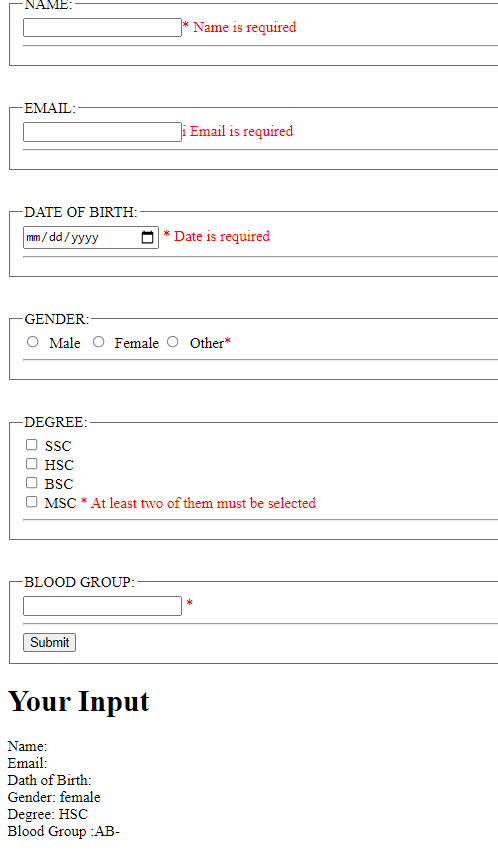 NAME:
* Name is required
EMAIL:
i Email is required
DATE OF BIRTH:
mm/dd/yyyy * Date is required
GENDER:
Male Female Other*
DEGREE:
SSC
HSC
BSC
MSC * At least two of them must be selected
BLOOD GROUP:
*
Submit
Your Input
Name:
Email:
Dath of Birth:
Gender: female
Degree: HSC
Blood Group :AB-